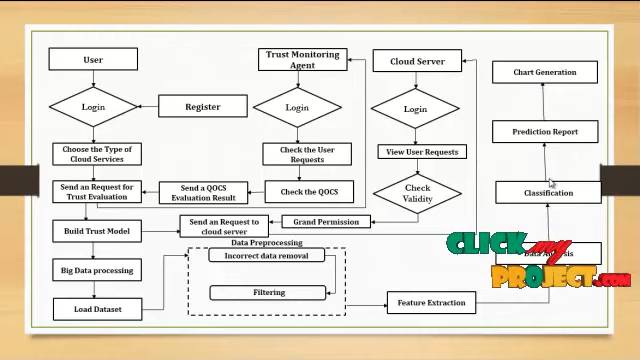 User
Trust Monitoring
Agent
Cloud Server
Chart Generation
Login
Register
Login
Login
Prediction Report
Choose the Type of
Cloud Services
Check the User
Requests
View User Requests
Send an Request for
Trust Evaluation
Send a QOCS
Evaluation Result
Check the QOCS
Check
Validity
Classification
Build Trust Model
Send an Request to
cloud server
Grand Permission
Data Preprocessing
Incorrect data removal
Data Analysis
CLICK my
PROJECT.COM
Big Data processing
Filtering
Load Dataset
Feature Extraction